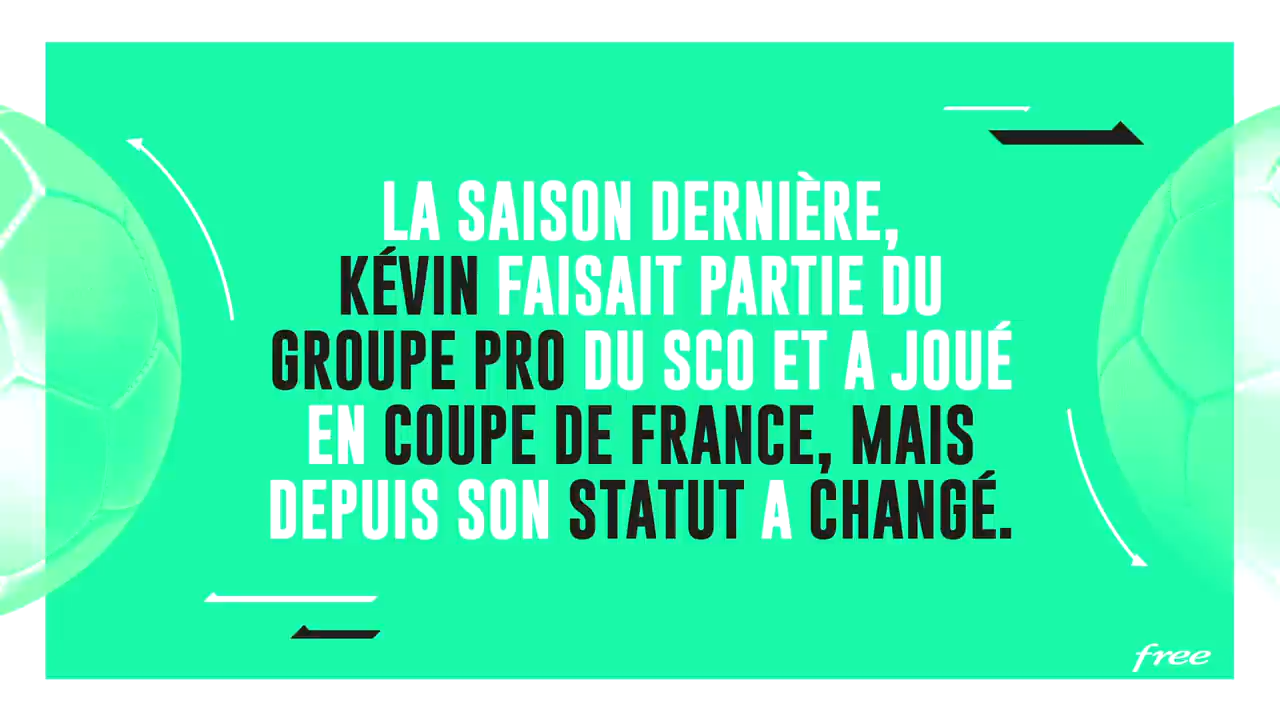 LA SAISON DERNIÈRE,
KÉVIN FAISAIT PARTIE DU
GROUPE PRO DU SCO ET A JOUÉ
EN COUPE DE FRANCE, MAIS
DEPUIS SON STATUT A CHANGÉ.
free